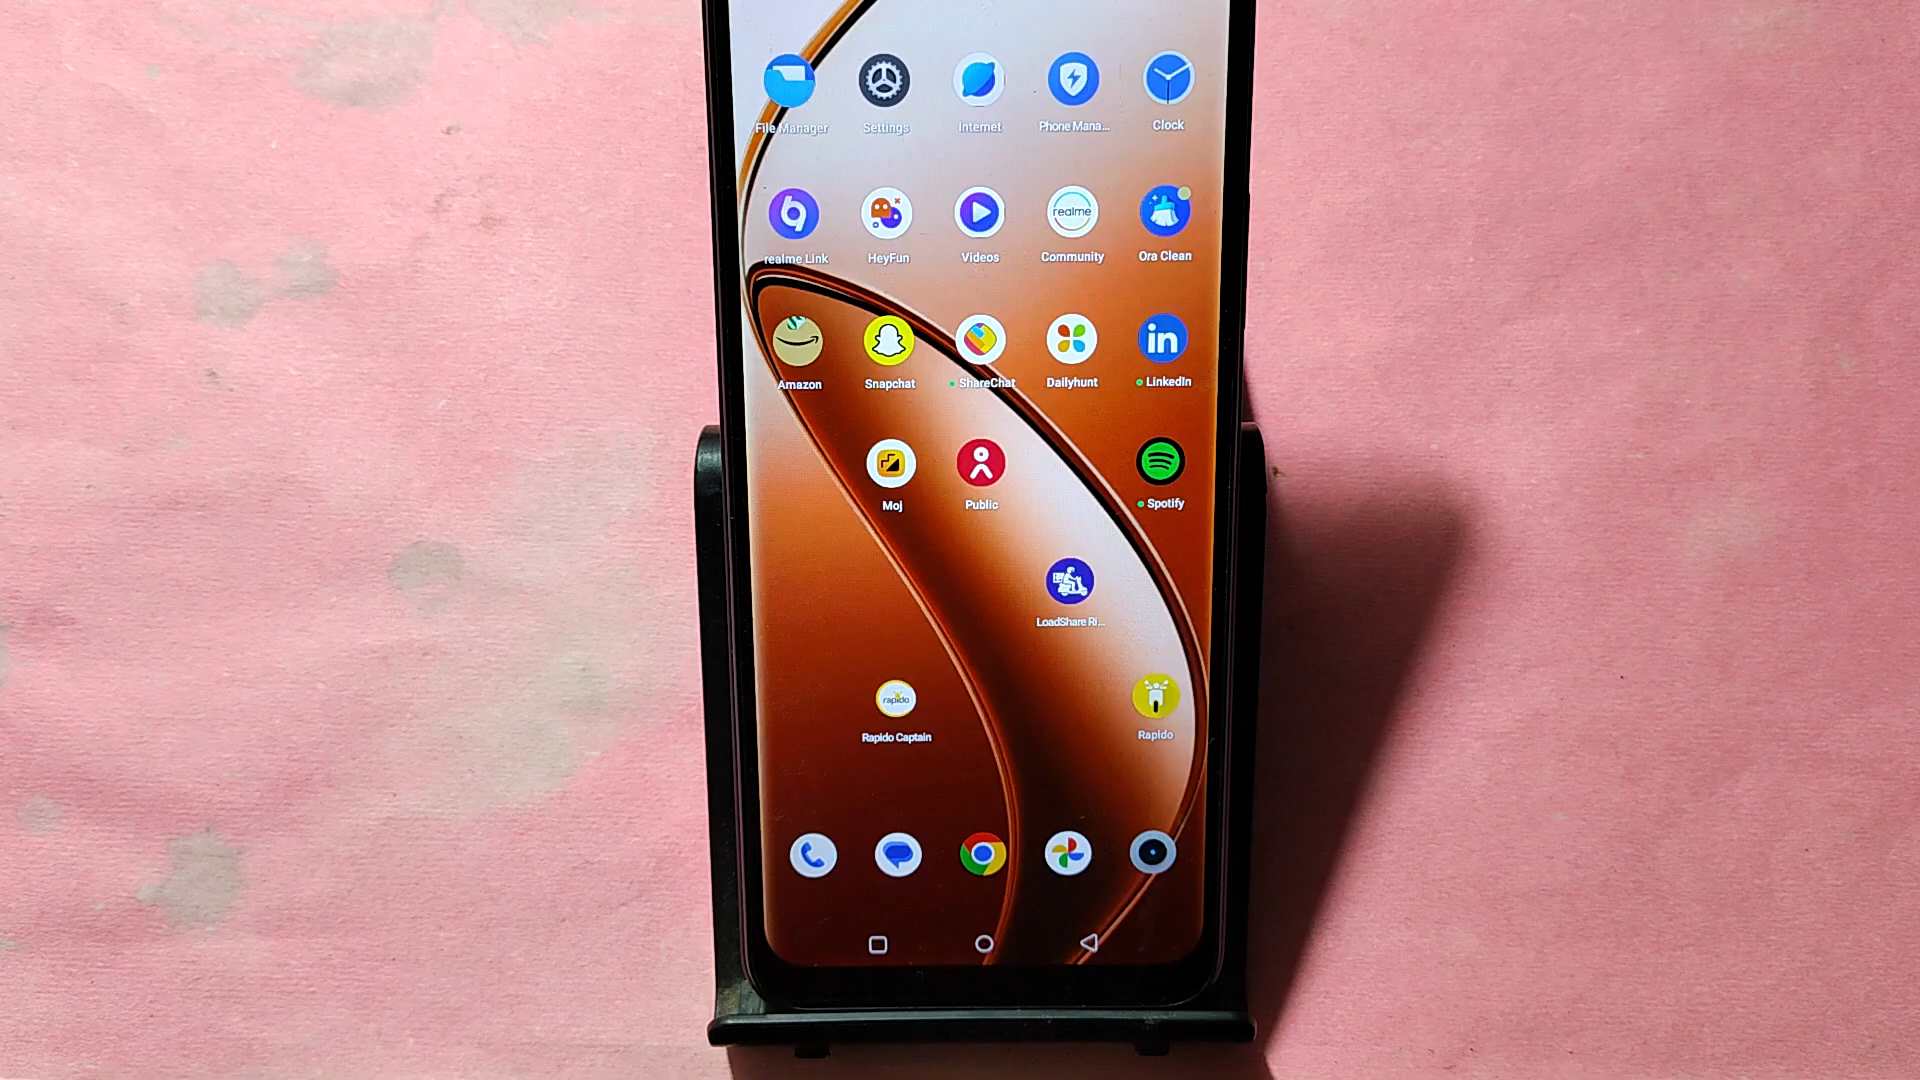 File Manager
Settings
Internet
Phone Mana...
Clock
realme Link
HeyFun
Videos
realme
Community
Ora Clean
Amazon
Snapchat
ShareChat
Dailyhunt
in
LinkedIn
Moj
Public
Spotify
LoadShare Ri...
rapido
Rapido Captain
Rapido